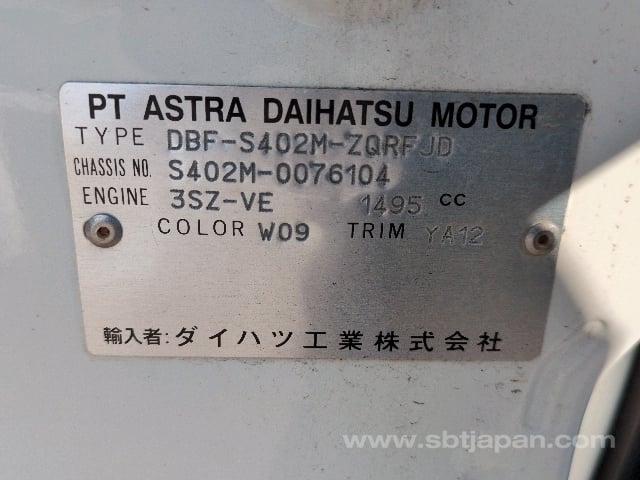 PT ASTRA DAIHATSU MOTOR
TYPE DBF-S402M-ZQRFJD
CHASSIS NO. S402M-0076104
ENGINE 3SZ-VE 1495 CC
COLOR W09 TRIM YA12
輸入者: ダイハツ工業株式会社
www.sbtjapan.com